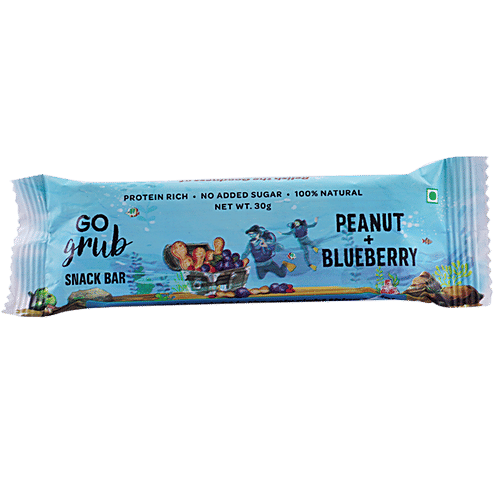 PROTEIN RICH • NO ADDED SUGAR • 100% NATURAL
NET WT. 30g
GO
grub
SNACK BAR
PEANUT
+
BLUEBERRY